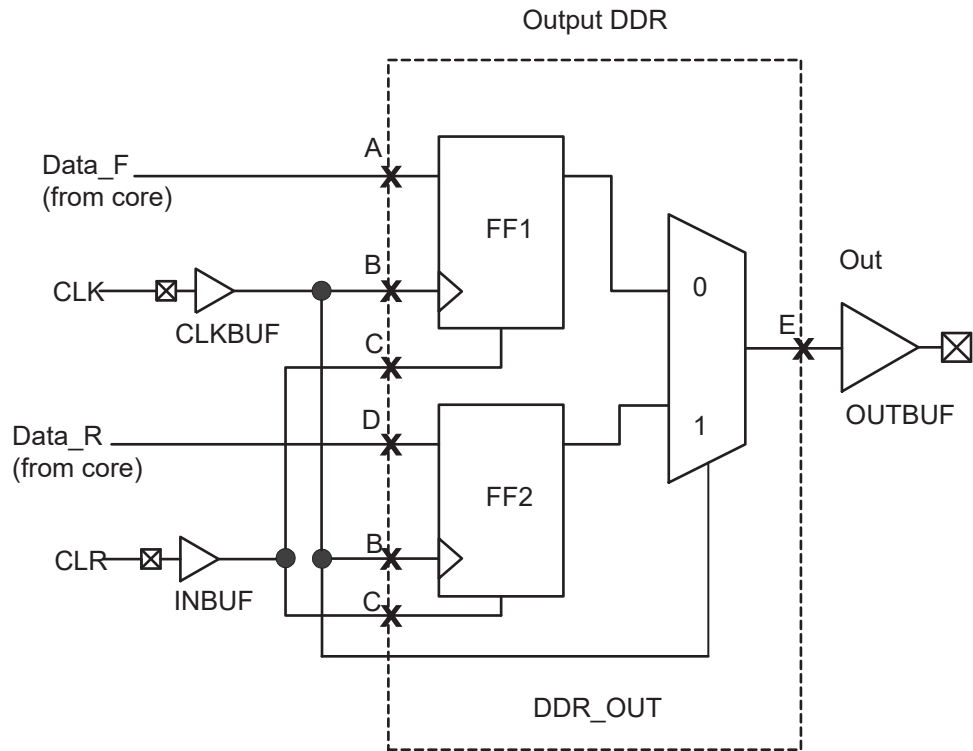 Output DDR
A
Data_F
(from core)
FF1
B
CLK
CLKBUF
C
0
Out
E
OUTBUF
D
Data_R
(from core)
1
FF2
B
CLR
INBUF
C
DDR_OUT